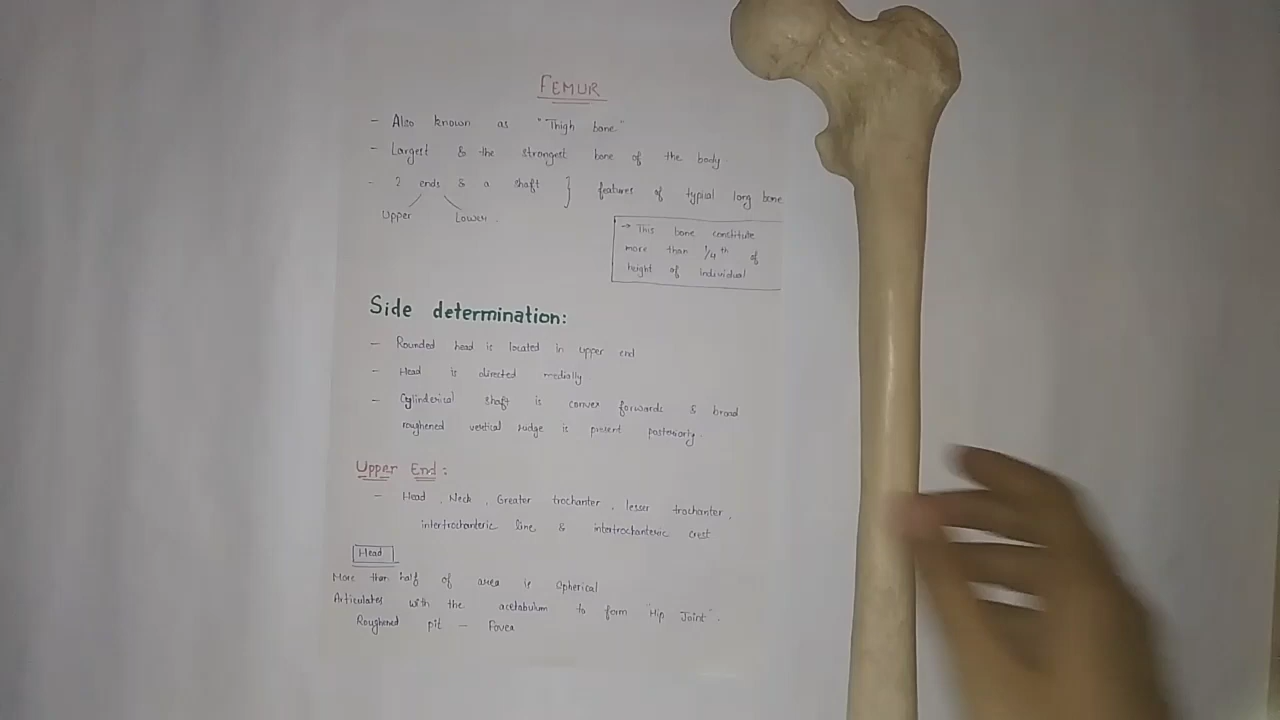 FEMUR
- Also known as "Thigh bone"
- Largest & the strongest bone of the body.
- 2 ends & a shaft } features of typial long bone
Upper Lower.
→ This bone constitute
more than 1/4th of
height of individual
Side determination:
- Rounded head is located in upper end
- Head is directed medially
- Cylinderical shaft is convex forwards & broad
roughened vertical ridge is present posteriorly.
Upper End:
- Head, Neck, Greater trochanter, lesser trochanter,
intertrochanteric line & intertrochanteric crest
Head
More than half of area is Spherical
Articulates with the acetabulum to form "Hip Joint".
Roughened pit - Fovea